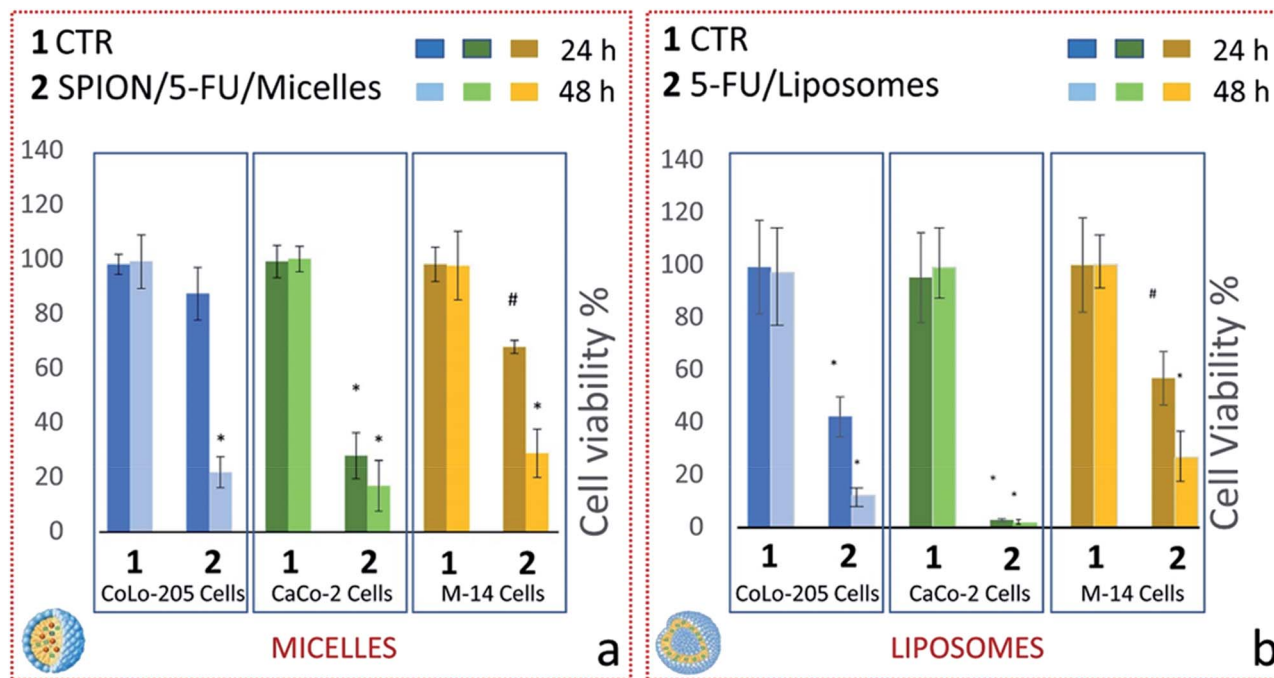 1 CTR
24 h
2 SPION/5-FU/Micelles
48 h
140
120
100
80
60
40
20
0
#
*
*
*
*
Cell viability %
1 2 1 2 1 2
CoLo-205 Cells CaCo-2 Cells M-14 Cells
MICELLES
a
1 CTR
24 h
2 5-FU/Liposomes
48 h
140
120
100
80
60
40
20
0
#
*
*
*
*
*
Cell Viability %
1 2 1 2 1 2
CoLo-205 Cells CaCo-2 Cells M-14 Cells
LIPOSOMES
b